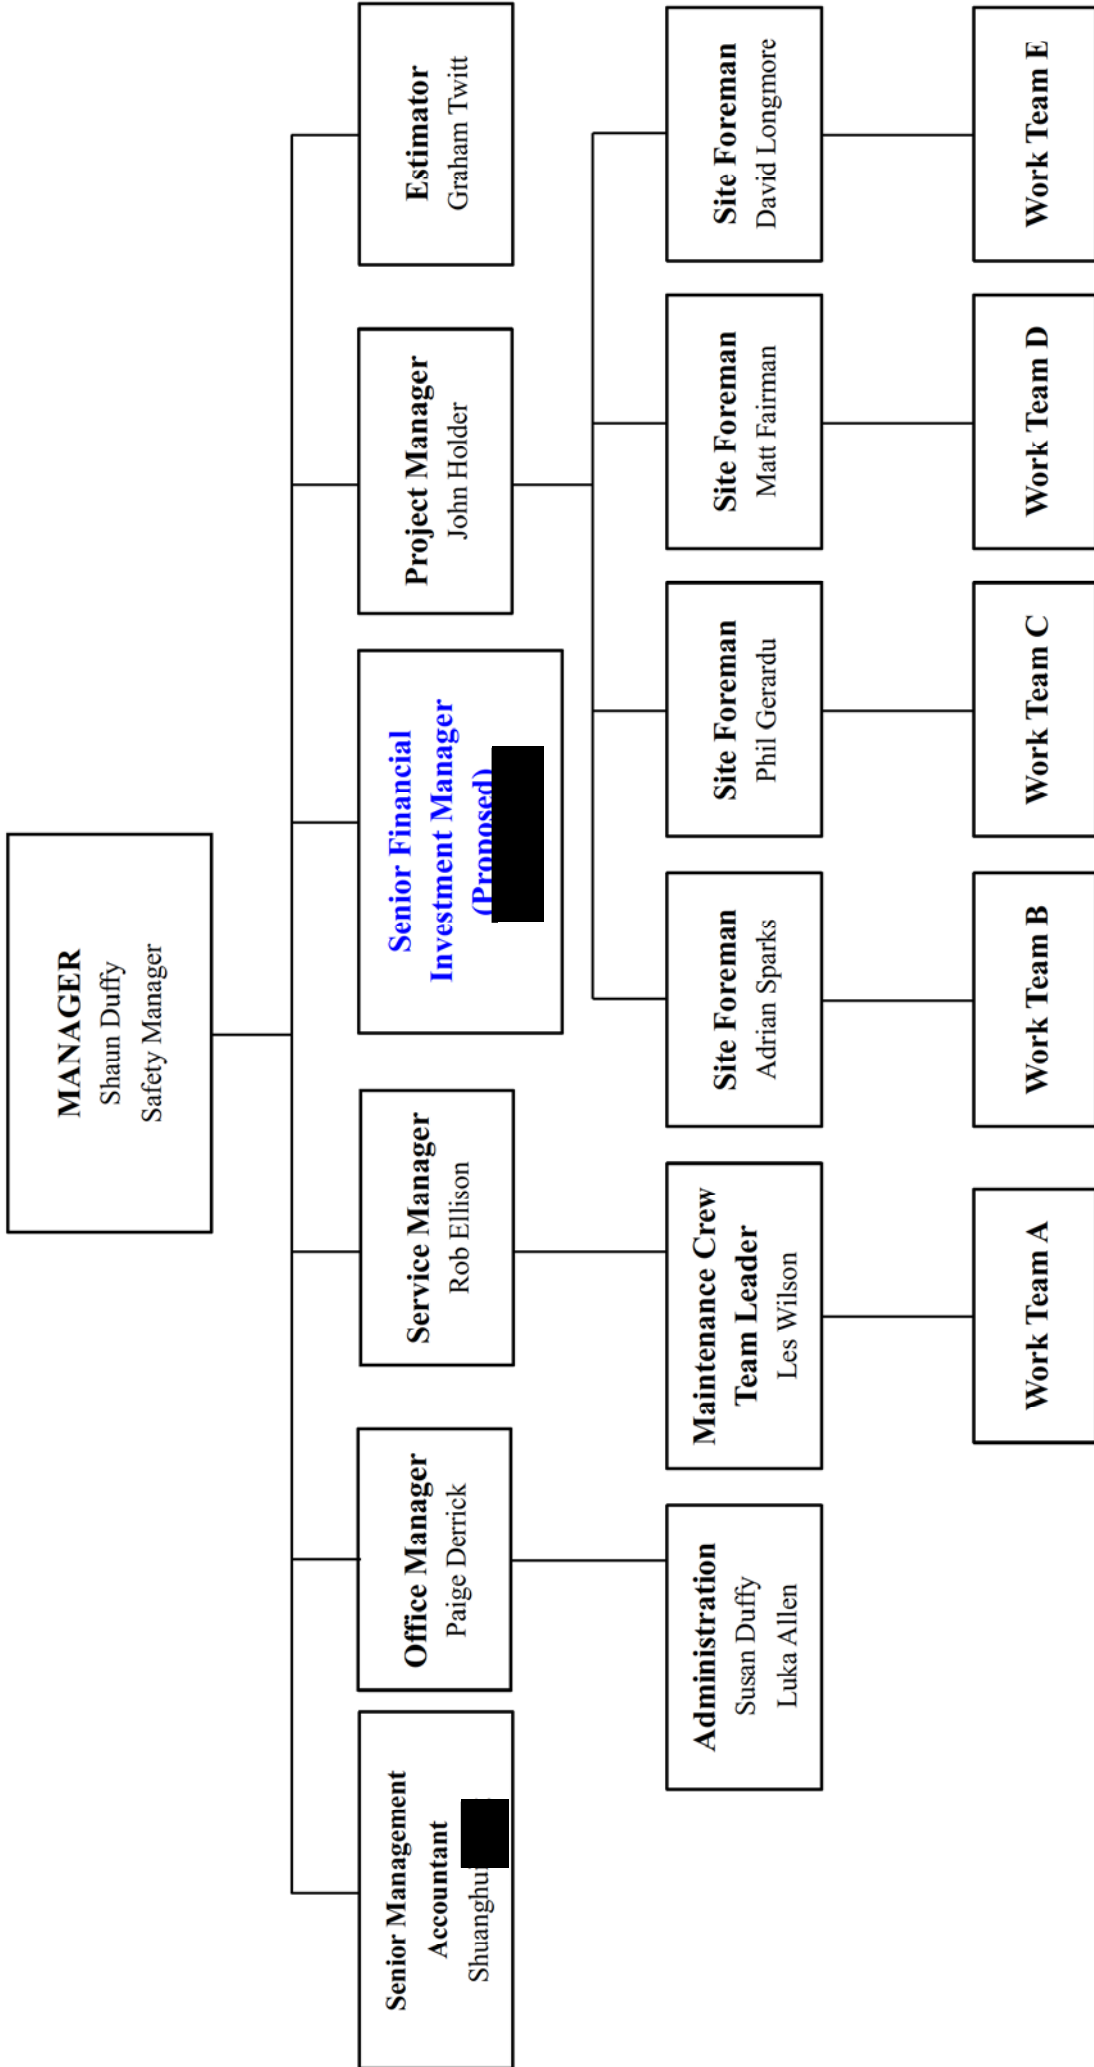 MANAGER
Shaun Duffy
Safety Manager
Senior Management
Accountant
Shuanghui
Office Manager
Paige Derrick
Service Manager
Rob Ellison
Senior Financial
Investment Manager
(Proposed)
Project Manager
John Holder
Estimator
Graham Twitt
Administration
Susan Duffy
Luka Allen
Maintenance Crew
Team Leader
Les Wilson
Site Foreman
Adrian Sparks
Site Foreman
Phil Gerardu
Site Foreman
Matt Fairman
Site Foreman
David Longmore
Work Team A
Work Team B
Work Team C
Work Team D
Work Team E